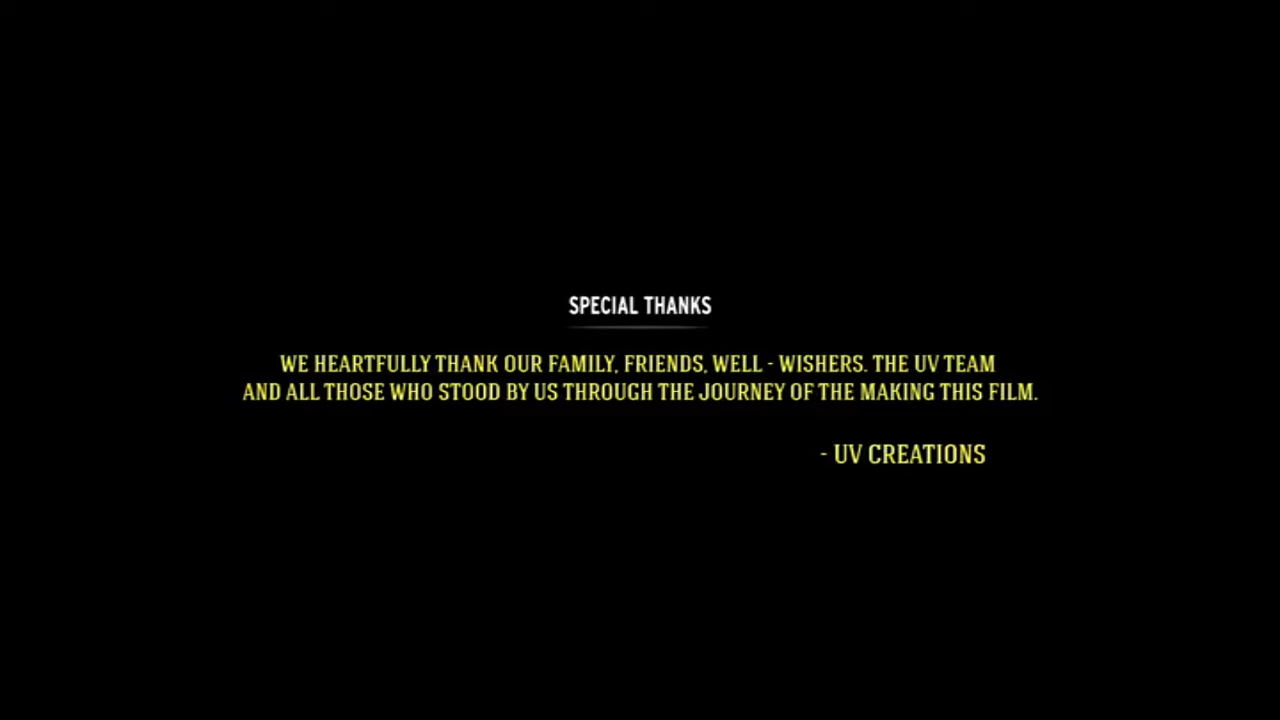 SPECIAL THANKS
WE HEARTFULLY THANK OUR FAMILY, FRIENDS, WELL - WISHERS. THE UV TEAM
AND ALL THOSE WHO STOOD BY US THROUGH THE JOURNEY OF THE MAKING THIS FILM.
- UV CREATIONS